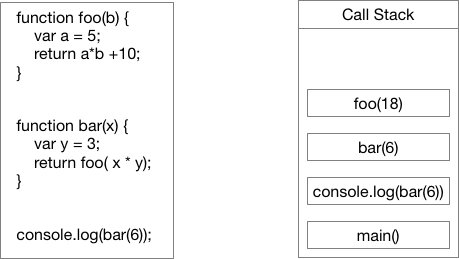 function foo(b) {
var a = 5;
return a*b +10;
}
function bar(x) {
var y = 3;
return foo( x * y);
}
console.log(bar(6));
Call Stack
foo(18)
bar(6)
console.log(bar(6))
main()